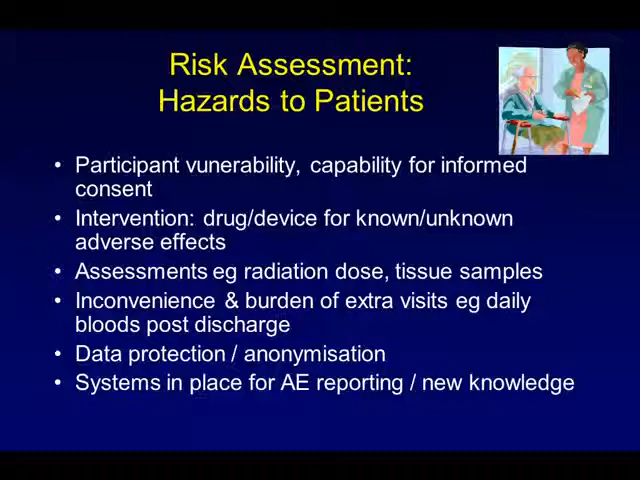 Risk Assessment:
Hazards to Patients
• Participant vunerability, capability for informed
consent
• Intervention: drug/device for known/unknown
adverse effects
• Assessments eg radiation dose, tissue samples
• Inconvenience & burden of extra visits eg daily
bloods post discharge
• Data protection / anonymisation
• Systems in place for AE reporting / new knowledge